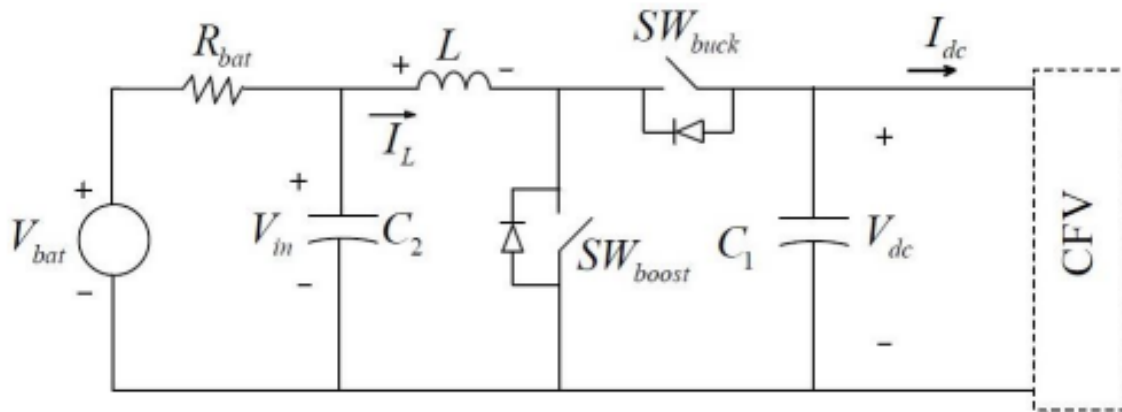 R_bat
L
SW_buck
I_dc
+
-
I_L
+
+
+
V_bat
V_in
C_2
SW_boost
C_1
V_dc
CFV
-
-
-